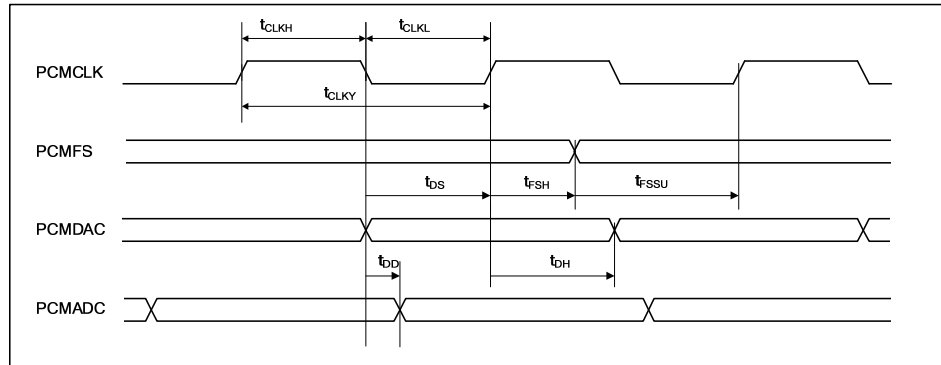 tCLKH tCLKL
PCMCLK
tCLKY
PCMFS
tDS tFSH tFSSU
PCMDAC
tDD tDH
PCMADC